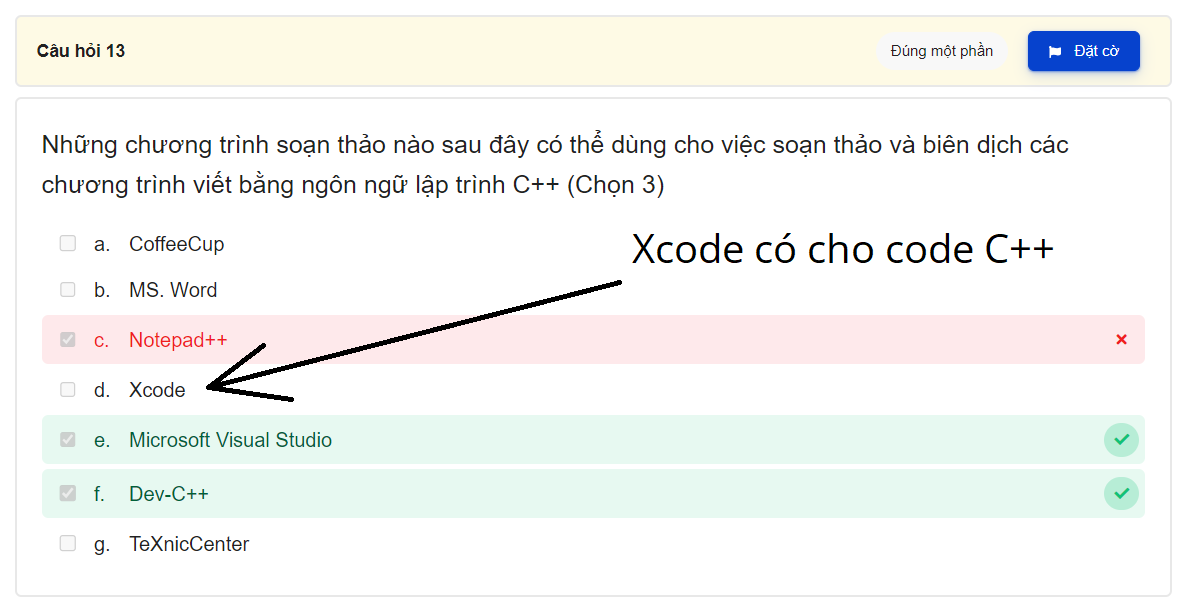 Câu hỏi 13
Đúng một phần
Đặt cờ
Những chương trình soạn thảo nào sau đây có thể dùng cho việc soạn thảo và biên dịch các
chương trình viết bằng ngôn ngữ lập trình C++ (Chọn 3)
a. CoffeeCup
Xcode có cho code C++
b. MS. Word
c. Notepad++
d. Xcode
e. Microsoft Visual Studio
f. Dev-C++
g. TeXnicCenter